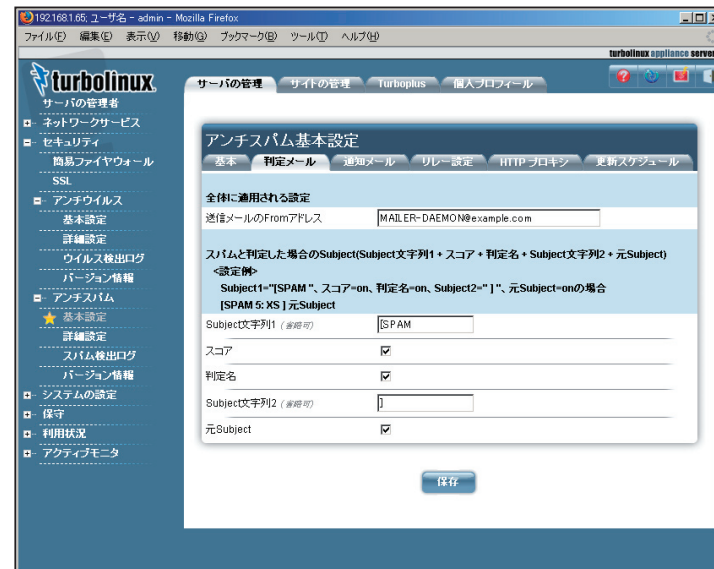 192.168.1.65; ユーザ名 - admin - Mozilla Firefox
ファイル(F) 編集(E) 表示(V) 移動(G) ブックマーク(B) ツール(T) ヘルプ(H)
turbolinux appliance server
turbolinux.
サーバの管理 サイトの管理 Turboplus 個人プロフィール
サーバの管理者
ネットワークサービス
セキュリティ
簡易ファイヤウォール
SSL
アンチウイルス
基本設定
詳細設定
ウイルス検出ログ
バージョン情報
アンチスパム
基本設定
詳細設定
スパム検出ログ
バージョン情報
システムの設定
保守
利用状況
アクティブモニタ
アンチスパム基本設定
基本 判定メール 通知メール リレー設定 HTTPプロキシ 更新スケジュール
全体に適用される設定
送信メールのFromアドレス MAILER-DAEMON@example.com
スパムと判定した場合のSubject(Subject文字列1 + スコア + 判定名 + Subject文字列2 + 元Subject)
<設定例>
Subject1="[SPAM "、スコア=on、判定名=on、Subject2=" ] "、元Subject=onの場合
[SPAM 5: XS ] 元Subject
Subject文字列1 (省略可) [SPAM
スコア
判定名
Subject文字列2 (省略可) ]
元Subject
保存